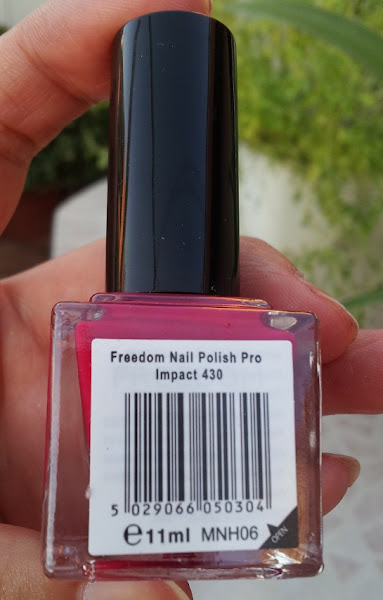 Freedom Nail Polish Pro
Impact 430
5 029066 050304
℮11ml MNH06
OPEN